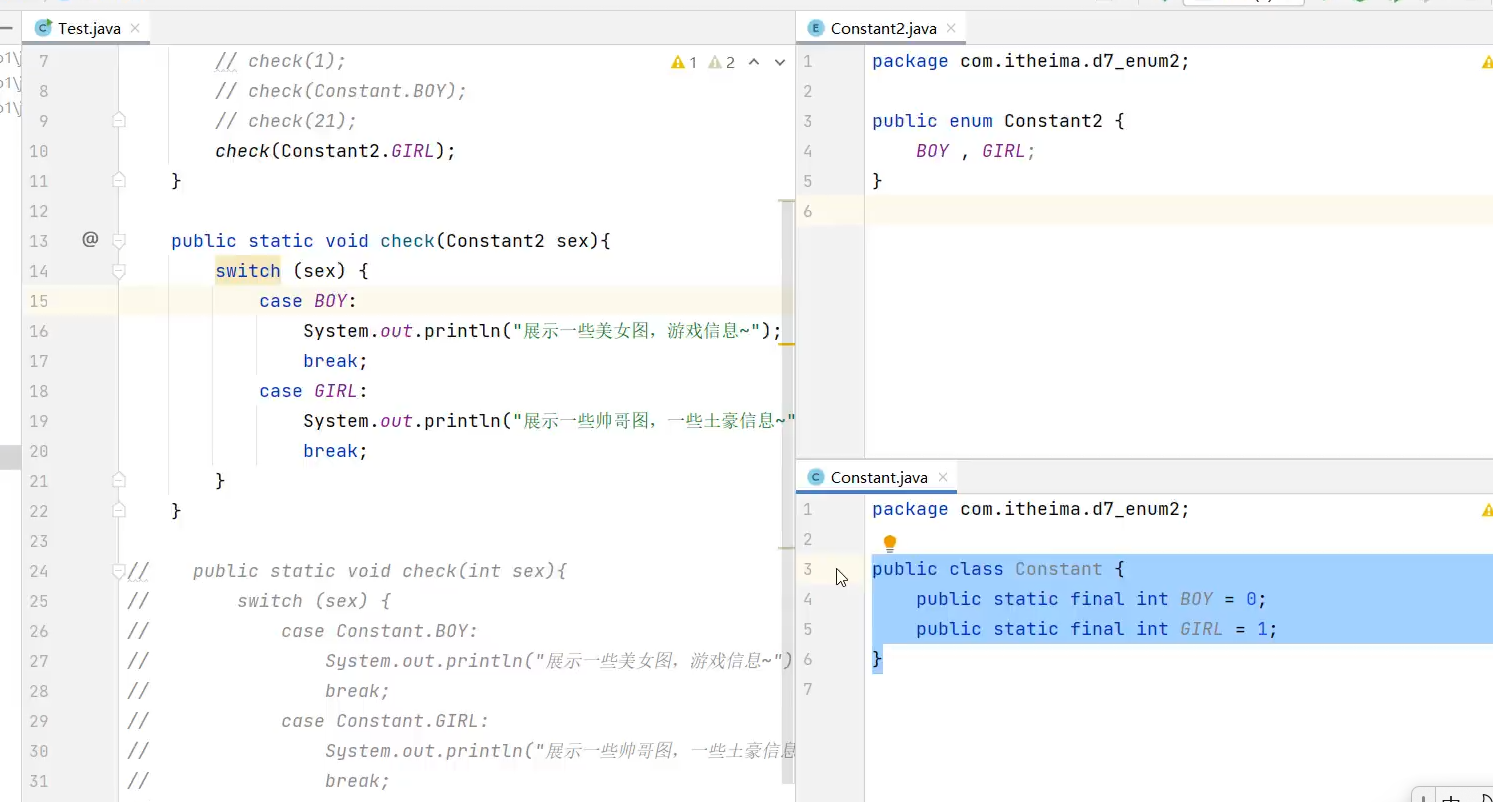 Test.java
7 // check(1);
8 // check(Constant.BOY);
9 // check(21);
10 check(Constant2.GIRL);
11 }
12
13 @ public static void check(Constant2 sex){
14 switch (sex) {
15 case BOY:
16 System.out.println("展示一些美女图，游戏信息~");
17 break;
18 case GIRL:
19 System.out.println("展示一些帅哥图，一些土豪信息~"
20 break;
21 }
22 }
23
24 // public static void check(int sex){
25 // switch (sex) {
26 // case Constant.BOY:
27 // System.out.println("展示一些美女图，游戏信息~")
28 // break;
29 // case Constant.GIRL:
30 // System.out.println("展示一些帅哥图，一些土豪信息
31 // break;
1 2
Constant2.java
1 package com.itheima.d7_enum2;
2
3 public enum Constant2 {
4 BOY , GIRL;
5 }
6
Constant.java
1 package com.itheima.d7_enum2;
2
3 public class Constant {
4 public static final int BOY = 0;
5 public static final int GIRL = 1;
6 }
7